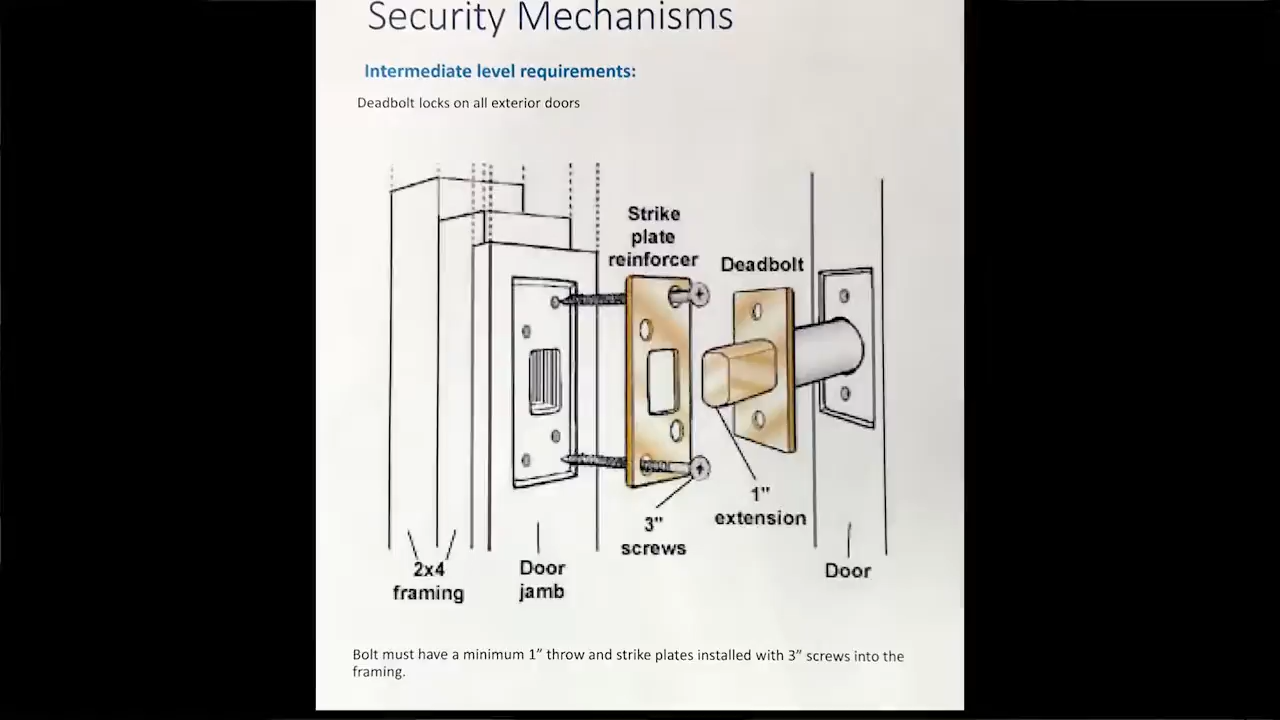 Security Mechanisms
Intermediate level requirements:
Deadbolt locks on all exterior doors
Strike
plate
reinforcer
Deadbolt
1"
extension
3"
screws
2x4
framing
Door
jamb
Door
Bolt must have a minimum 1” throw and strike plates installed with 3” screws into the
framing.